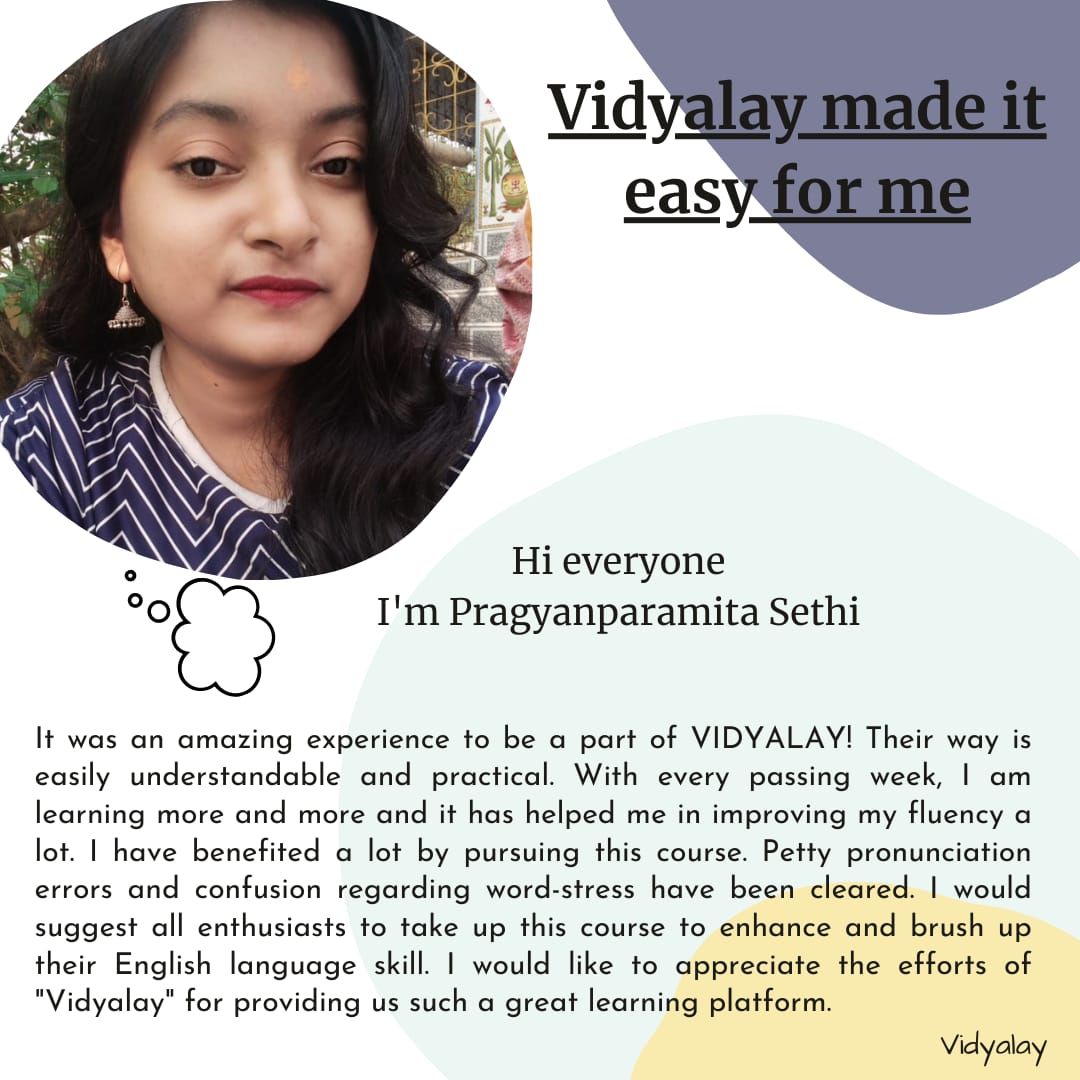 Vidyalay made it
easy for me
Hi everyone
I'm Pragyanparamita Sethi
It was an amazing experience to be a part of VIDYALAY! Their way is
easily understandable and practical. With every passing week, I am
learning more and more and it has helped me in improving my fluency a
lot. I have benefited a lot by pursuing this course. Petty pronunciation
errors and confusion regarding word-stress have been cleared. I would
suggest all enthusiasts to take up this course to enhance and brush up
their English language skill. I would like to appreciate the efforts of
"Vidyalay" for providing us such a great learning platform.
Vidyalay